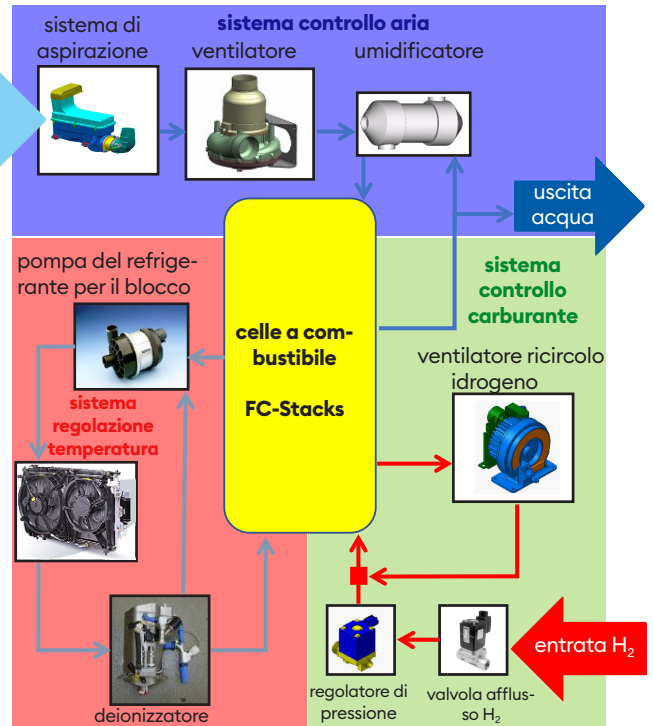 sistema controllo aria
sistema di
aspirazione
ventilatore
umidificatore
uscita
acqua
pompa del refrige-
rante per il blocco
celle a com-
bustibile
FC-Stacks
sistema
controllo
carburante
ventilatore ricircolo
idrogeno
sistema
regolazione
temperatura
entrata H₂
deionizzatore
regolatore di
pressione
valvola afflus-
so H₂